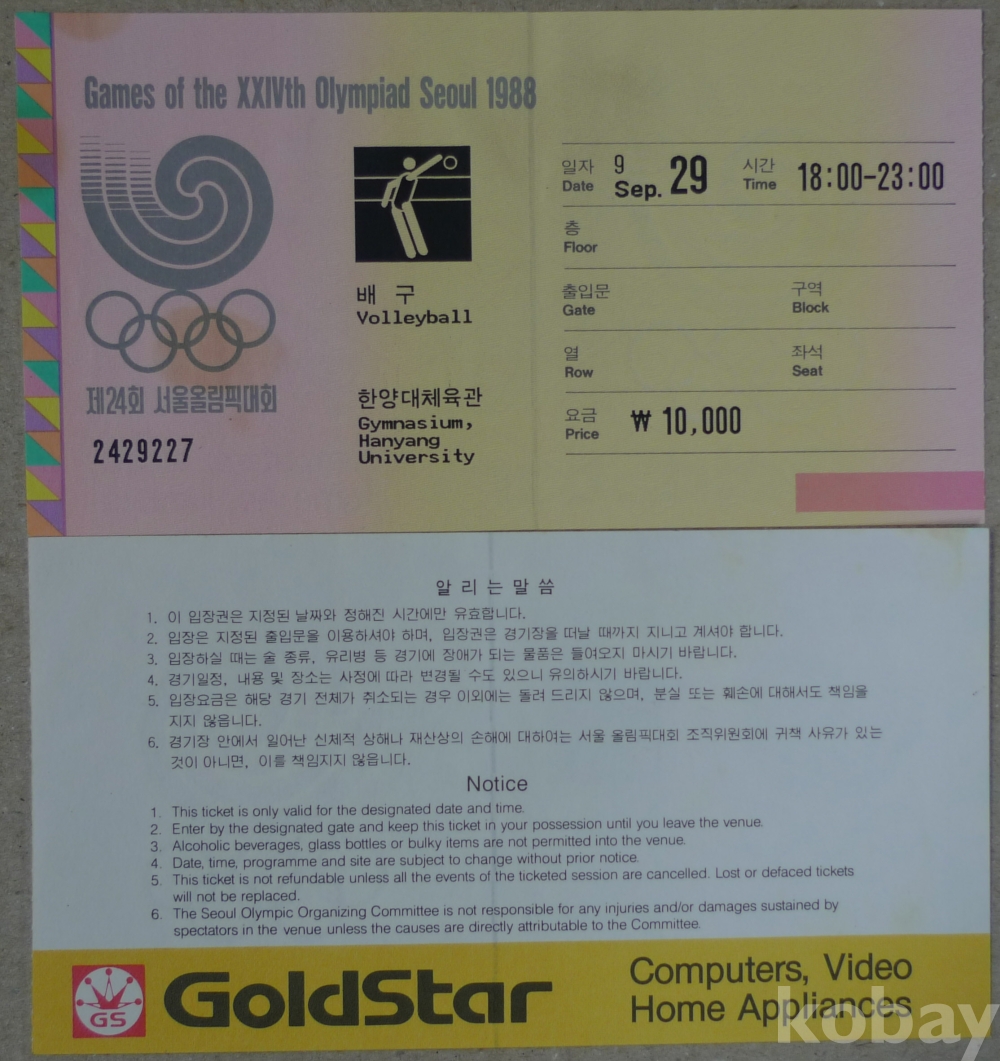 Games of the XXIVth Olympiad Seoul 1988
제24회 서울올림픽대회
2429227
배 구
Volleyball
한양대체육관
Gymnasium,
Hanyang
University
일자 9 시간
Date Sep. 29 Time 18:00-23:00
층
Floor
출입문 구역
Gate Block
열 좌석
Row Seat
요금
Price ₩ 10,000
알 리 는 말 씀
1. 이 입장권은 지정된 날짜와 정해진 시간에만 유효합니다.
2. 입장은 지정된 출입문을 이용하셔야 하며, 입장권은 경기장을 떠날 때까지 지니고 계셔야 합니다.
3. 입장하실 때는 술 종류, 유리병 등 경기에 장애가 되는 물품은 들여오지 마시기 바랍니다.
4. 경기일정, 내용 및 장소는 사정에 따라 변경될 수도 있으니 유의하시기 바랍니다.
5. 입장요금은 해당 경기 전체가 취소되는 경우 이외에는 돌려 드리지 않으며, 분실 또는 훼손에 대해서도 책임을
지지 않읍니다.
6. 경기장 안에서 일어난 신체적 상해나 재산상의 손해에 대하여는 서울 올림픽대회 조직위원회에 귀책 사유가 있는
것이 아니면, 이를 책임지지 않읍니다.
Notice
1. This ticket is only valid for the designated date and time.
2. Enter by the designated gate and keep this ticket in your possession until you leave the venue.
3. Alcoholic beverages, glass bottles or bulky items are not permitted into the venue.
4. Date, time, programme and site are subject to change without prior notice.
5. This ticket is not refundable unless all the events of the ticketed session are cancelled. Lost or defaced tickets
will not be replaced.
6. The Seoul Olympic Organizing Committee is not responsible for any injuries and/or damages sustained by
spectators in the venue unless the causes are directly attributable to the Committee.
GS
GoldStar
Computers, Video
Home Appliances
kobay